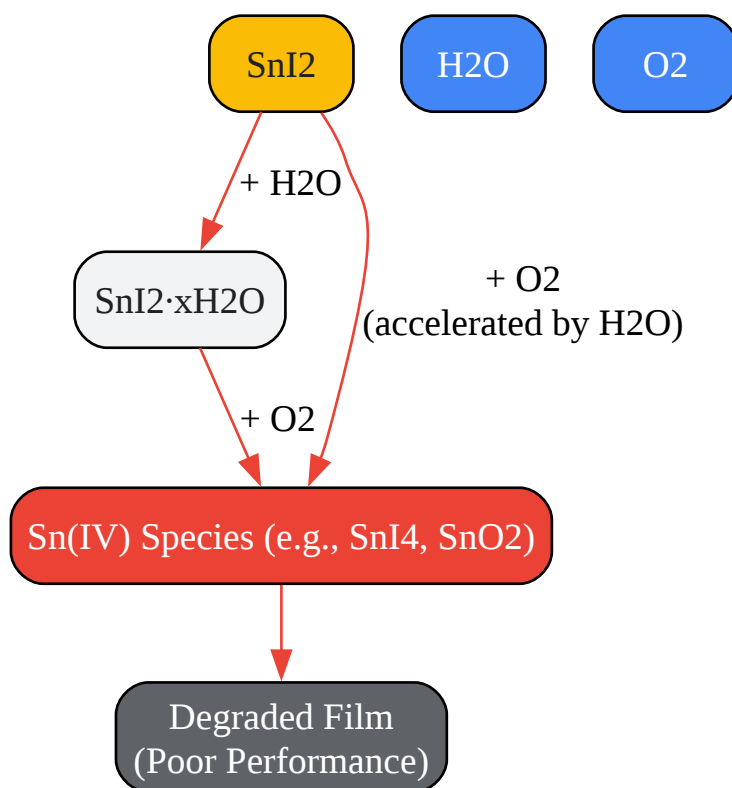 SnI2
H2O
O2
+ H2O
SnI2·xH2O
+ O2
(accelerated by H2O)
+ O2
Sn(IV) Species (e.g., SnI4, SnO2)
Degraded Film
(Poor Performance)